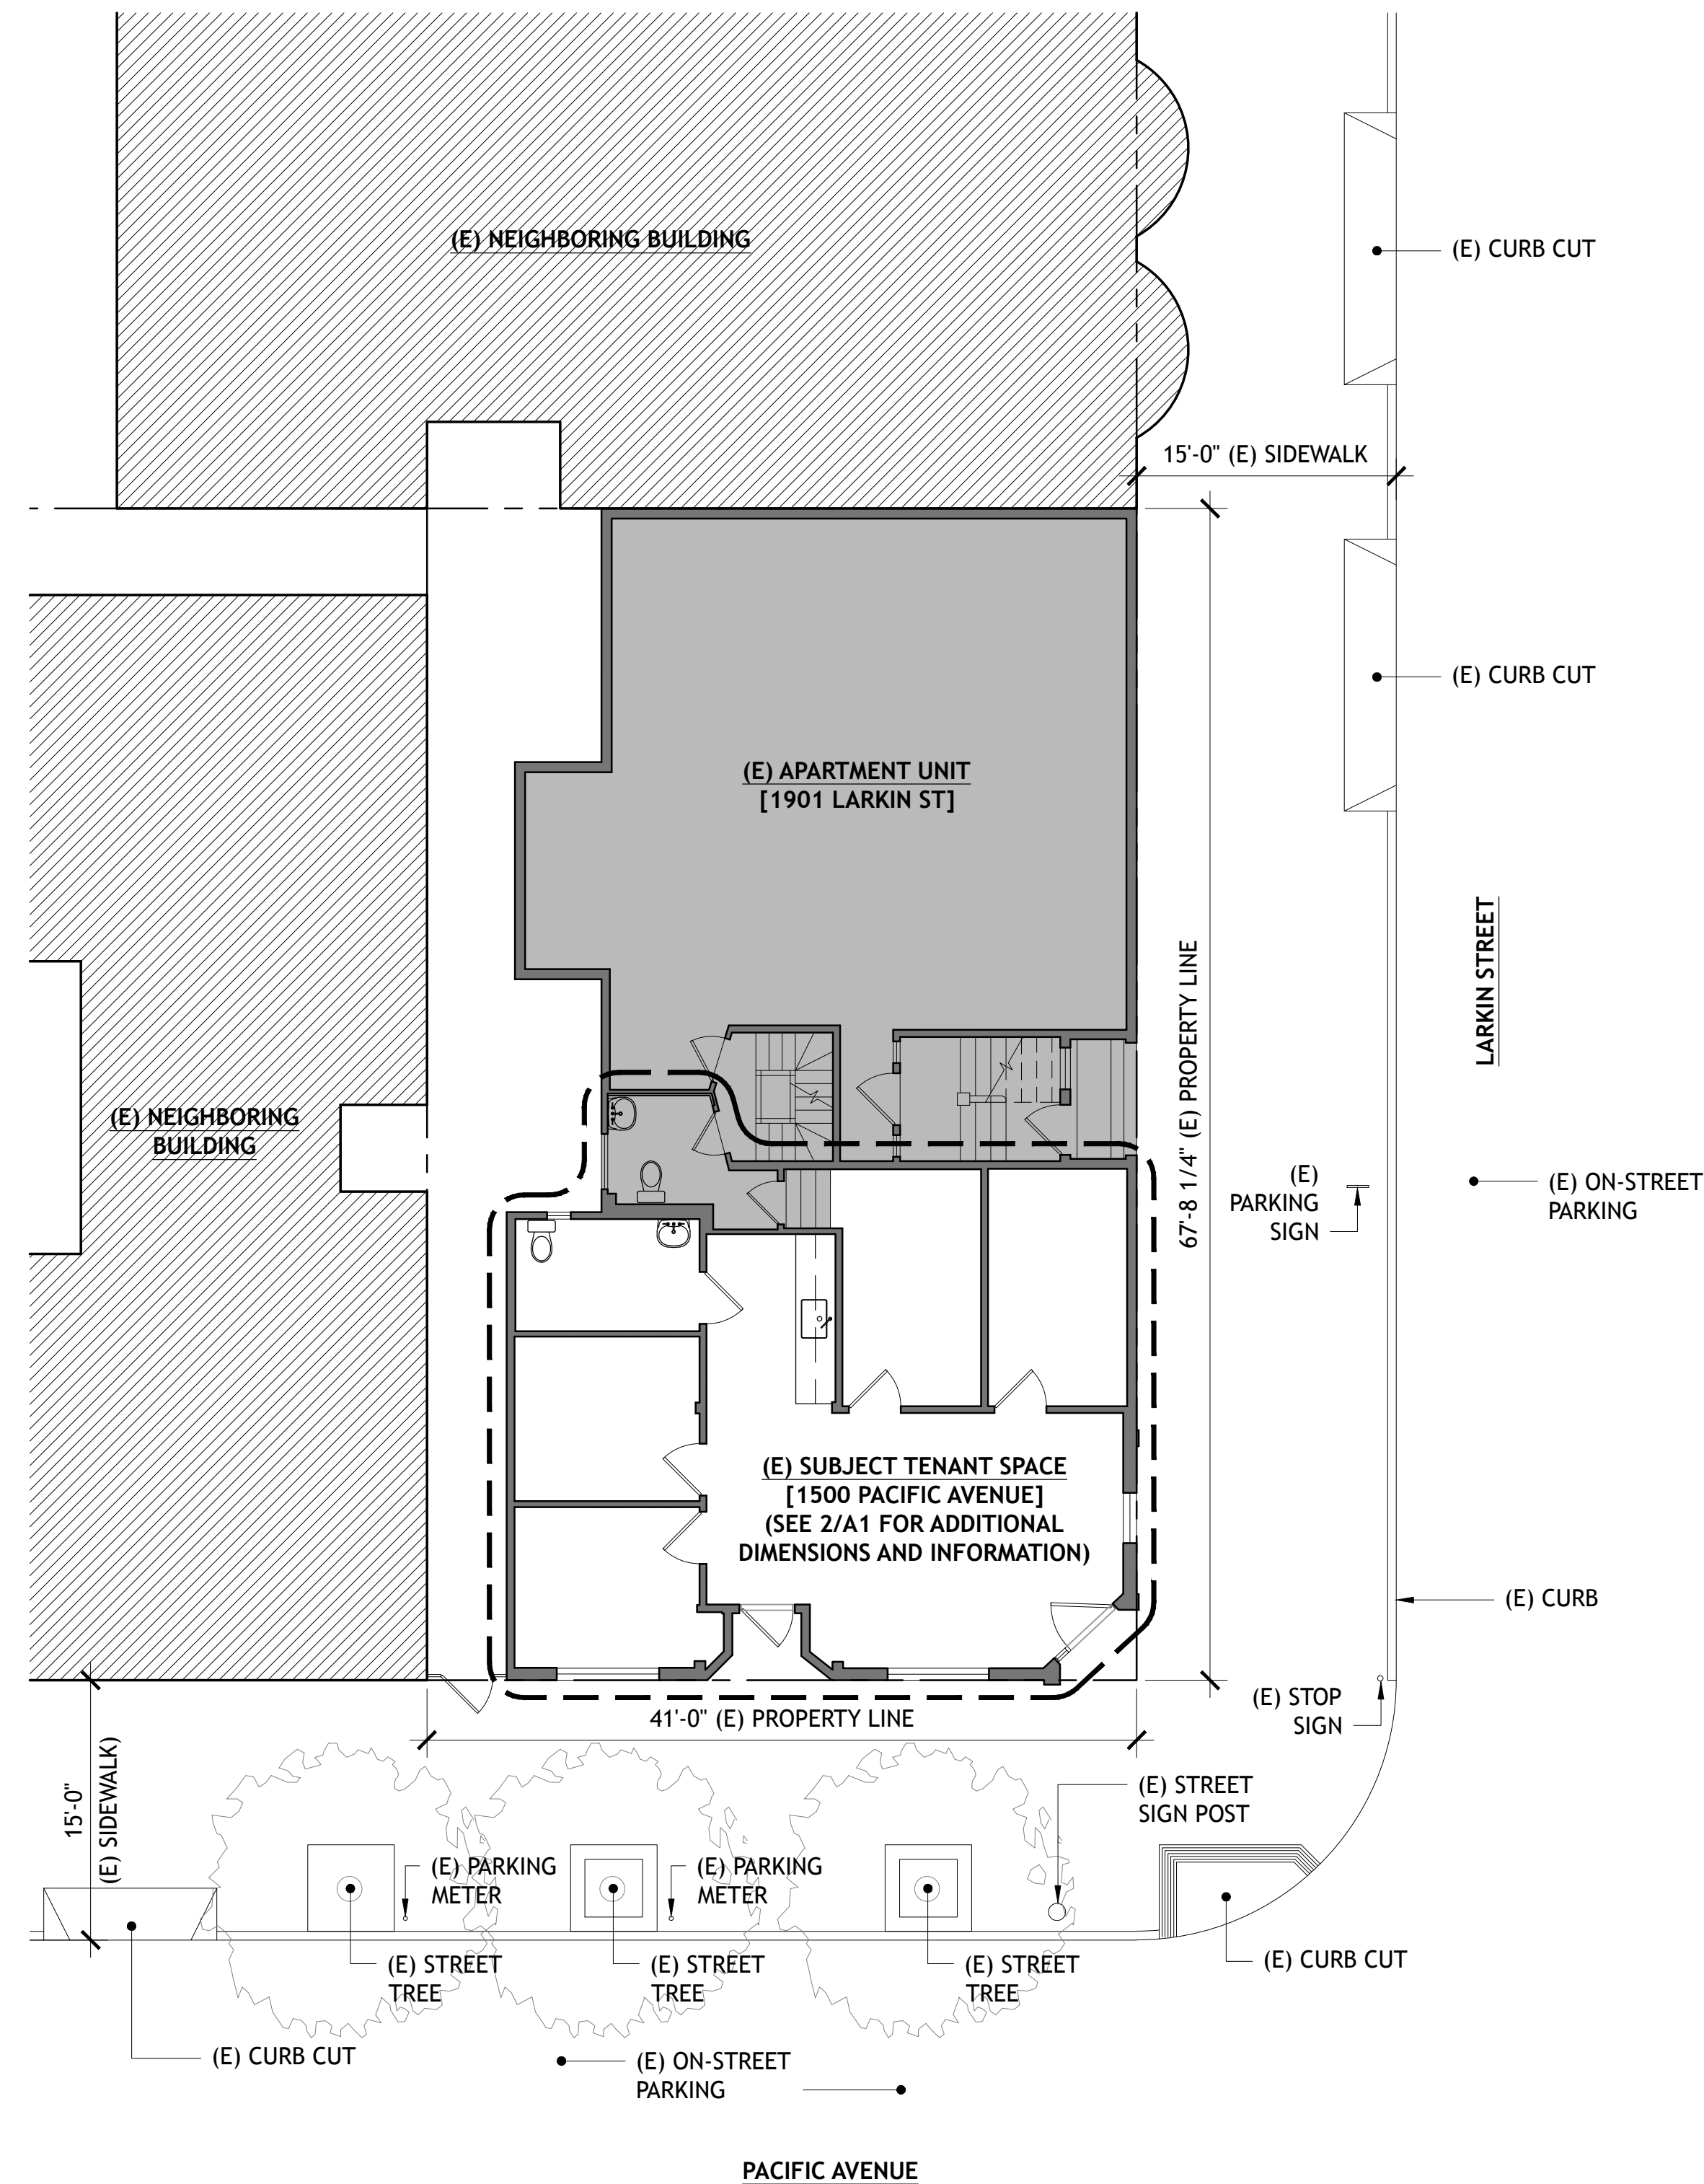 (E) NEIGHBORING BUILDING
(E) CURB CUT
15'-0" (E) SIDEWALK
(E) CURB CUT
(E) APARTMENT UNIT
[1901 LARKIN ST]
LARKIN STREET
67'-8 1/4" (E) PROPERTY LINE
(E) NEIGHBORING
BUILDING
(E)
PARKING
SIGN
(E) ON-STREET
PARKING
(E) SUBJECT TENANT SPACE
[1500 PACIFIC AVENUE]
(SEE 2/A1 FOR ADDITIONAL
DIMENSIONS AND INFORMATION)
(E) CURB
(E) STOP
SIGN
41'-0" (E) PROPERTY LINE
15'-0"
(E) SIDEWALK)
(E) STREET
SIGN POST
(E) PARKING
METER
(E) PARKING
METER
(E) STREET
TREE
(E) STREET
TREE
(E) STREET
TREE
(E) CURB CUT
(E) CURB CUT
(E) ON-STREET
PARKING
PACIFIC AVENUE